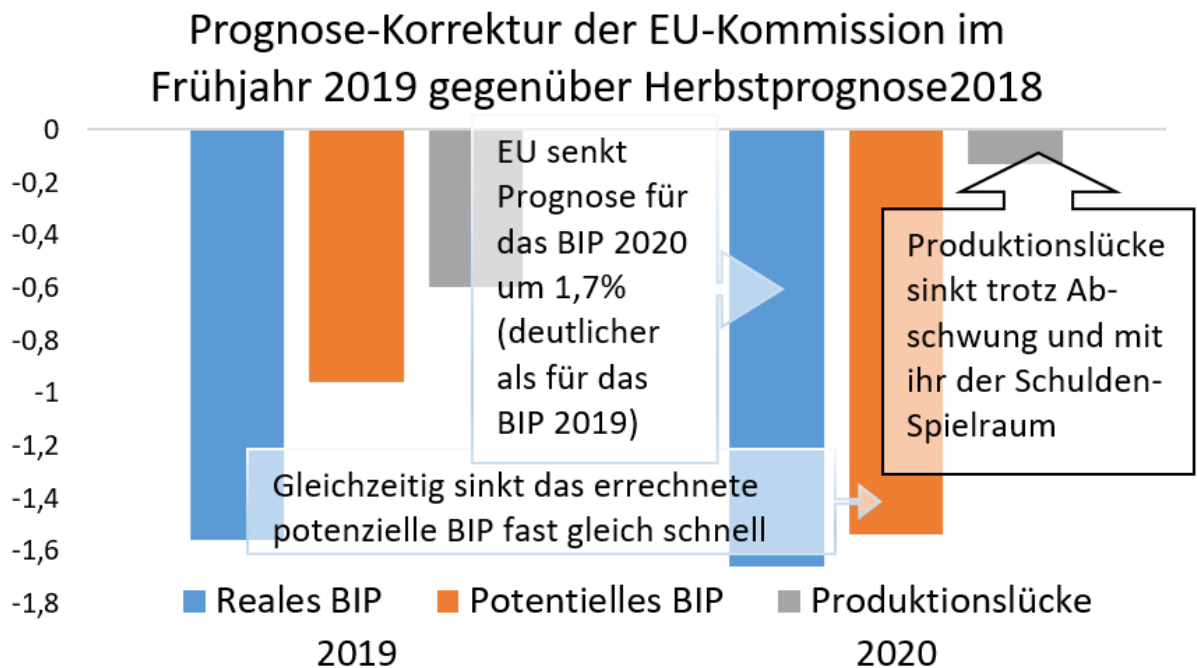 Prognose-Korrektur der EU-Kommission im
Frühjahr 2019 gegenüber Herbstprognose2018
0
-0,2
-0,4
-0,6
-0,8
-1
-1,2
-1,4
-1,6
-1,8
EU senkt
Prognose für
das BIP 2020
um 1,7%
(deutlicher
als für das
BIP 2019)
Produktionslücke
sinkt trotz Ab-
schwung und mit
ihr der Schulden-
Spielraum
Gleichzeitig sinkt das errechnete
potenzielle BIP fast gleich schnell
Reales BIP
Potentielles BIP
Produktionslücke
2019
2020